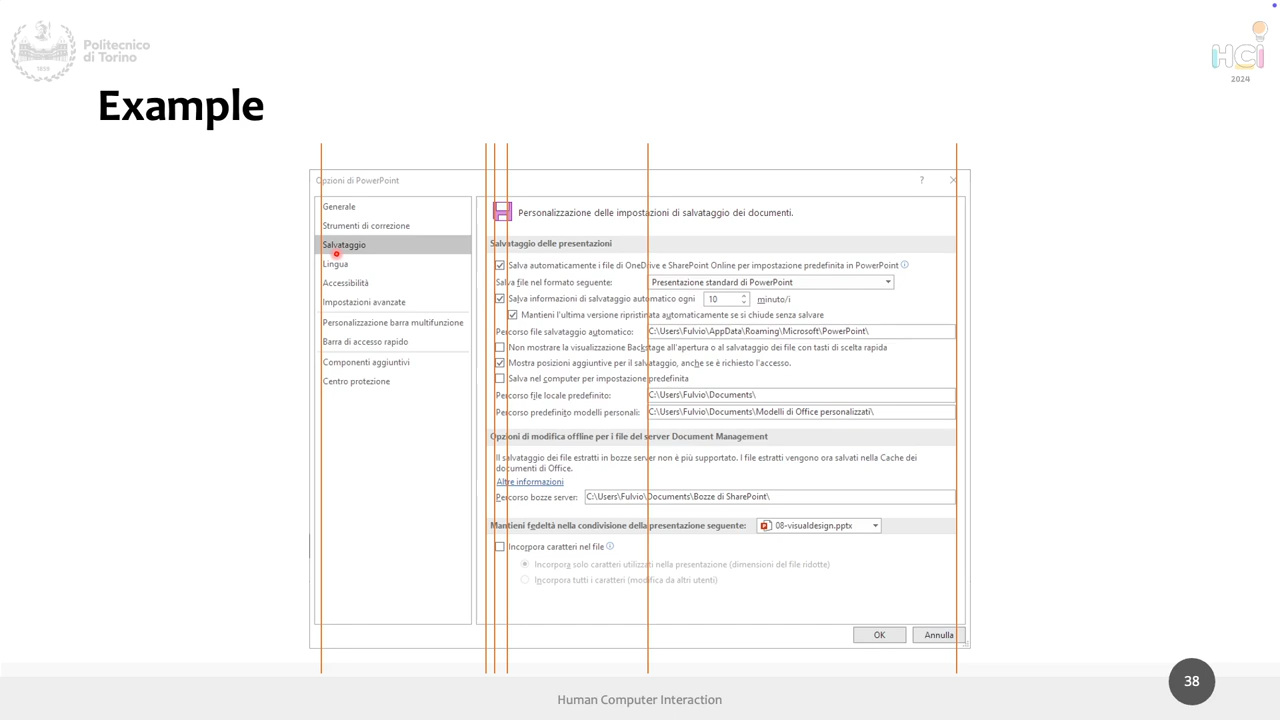 Politecnico
di Torino
1859
HCI
2024
Example
Opzioni di PowerPoint
?
Generale
Strumenti di correzione
Salvataggio
Lingua
Accessibilità
Impostazioni avanzate
Personalizzazione barra multifunzione
Barra di accesso rapido
Componenti aggiuntivi
Centro protezione
Personalizzazione delle impostazioni di salvataggio dei documenti.
Salvataggio delle presentazioni
Salva automaticamente i file di OneDrive e SharePoint Online per impostazione predefinita in PowerPoint
Salva file nel formato seguente: Presentazione standard di PowerPoint
Salva informazioni di salvataggio automatico ogni 10 minuto/i
Mantieni l'ultima versione ripristinata automaticamente se si chiude senza salvare
Percorso file salvataggio automatico: C:\Users\Fulvio\AppData\Roaming\Microsoft\PowerPoint\
Non mostrare la visualizzazione Backstage all'apertura o al salvataggio dei file con tasti di scelta rapida
Mostra posizioni aggiuntive per il salvataggio, anche se è richiesto l'accesso.
Salva nel computer per impostazione predefinita
Percorso file locale predefinito: C:\Users\Fulvio\Documents\
Percorso predefinito modelli personali: C:\Users\Fulvio\Documents\Modelli di Office personalizzati\
Opzioni di modifica offline per i file del server Document Management
Il salvataggio dei file estratti in bozze server non è più supportato. I file estratti vengono ora salvati nella Cache dei
documenti di Office.
Altre informazioni
Percorso bozze server: C:\Users\Fulvio\Documents\Bozze di SharePoint\
Mantieni fedeltà nella condivisione della presentazione seguente: 08-visualdesign.pptx
Incorpora caratteri nel file
Incorpora solo caratteri utilizzati nella presentazione (dimensioni del file ridotte)
Incorpora tutti i caratteri (modifica da altri utenti)
OK
Annulla
Human Computer Interaction
38